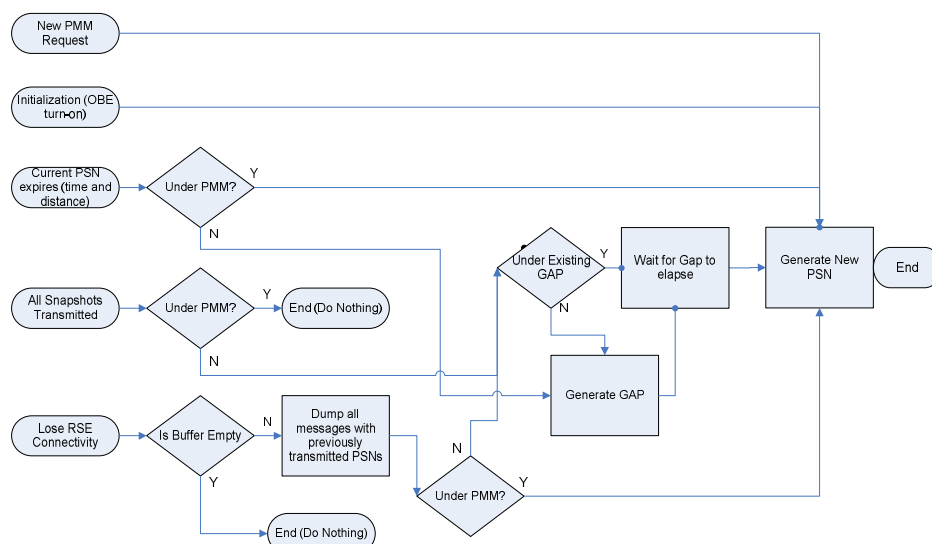 New PMM
Request
Initialization (OBE
turn-on)
Current PSN
expires (time and
distance)
Under PMM?
Y
N
Under Existing
GAP
Y
N
Wait for Gap to
elapse
Generate New
PSN
End
All Snapshots
Transmitted
Under PMM?
Y
End (Do Nothing)
N
Generate GAP
Lose RSE
Connectivity
Is Buffer Empty
N
Dump all
messages with
previously
transmitted PSNs
Y
N
Under PMM?
Y
End (Do Nothing)